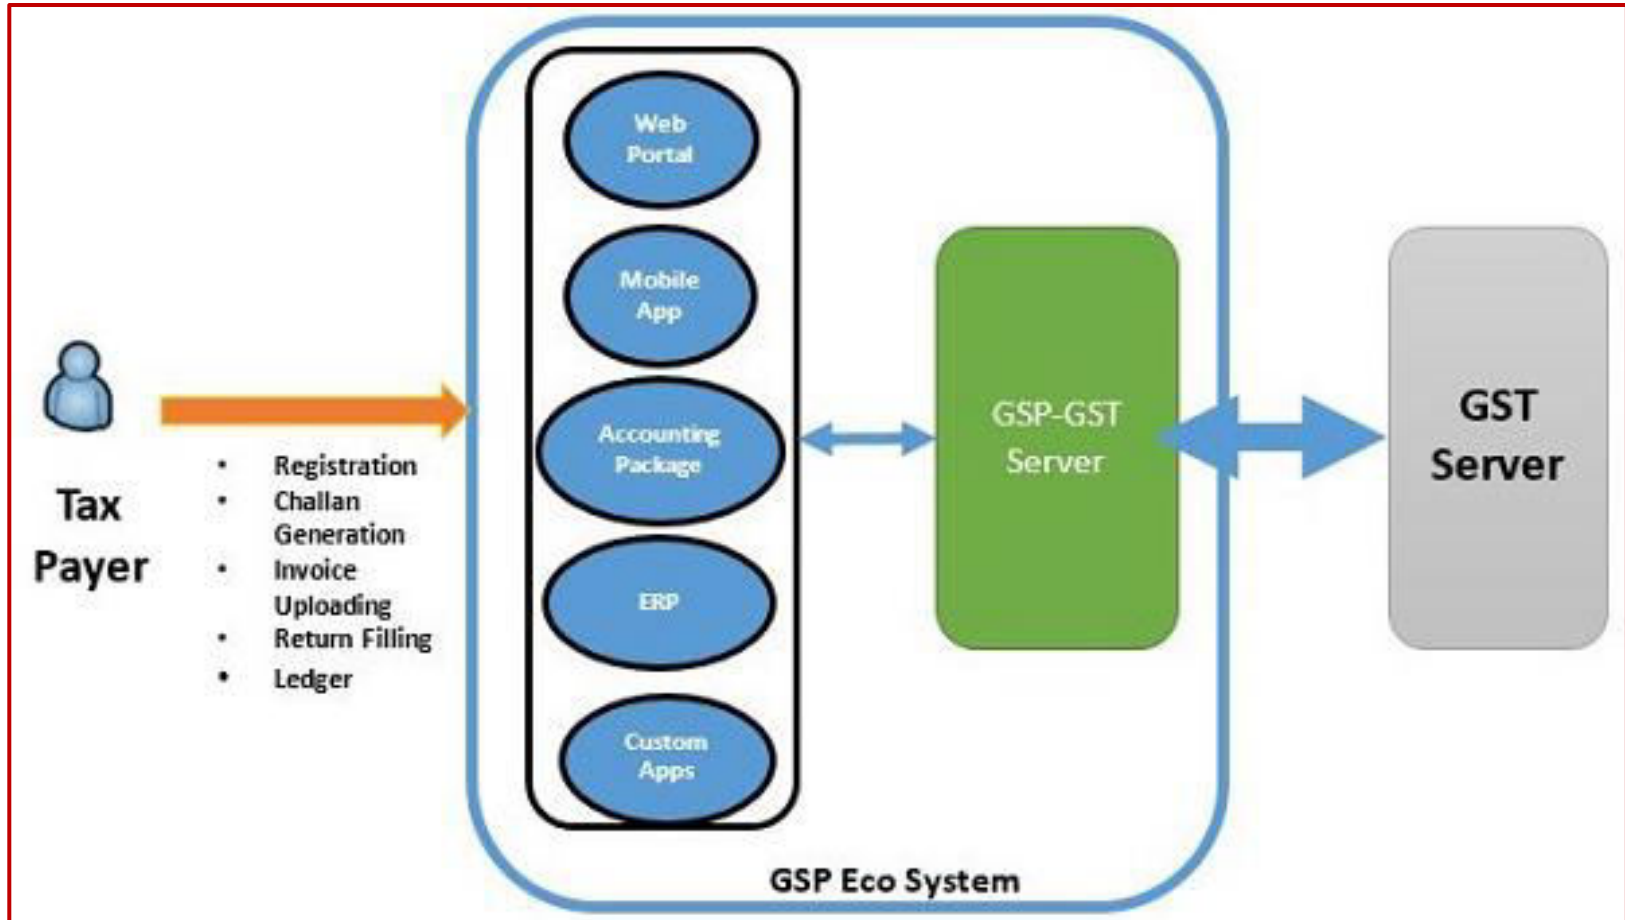 Tax
Payer
• Registration
• Challan
Generation
• Invoice
Uploading
• Return Filling
• Ledger
Web
Portal
Mobile
App
Accounting
Package
ERP
Custom
Apps
GSP-GST
Server
GST
Server
GSP Eco System